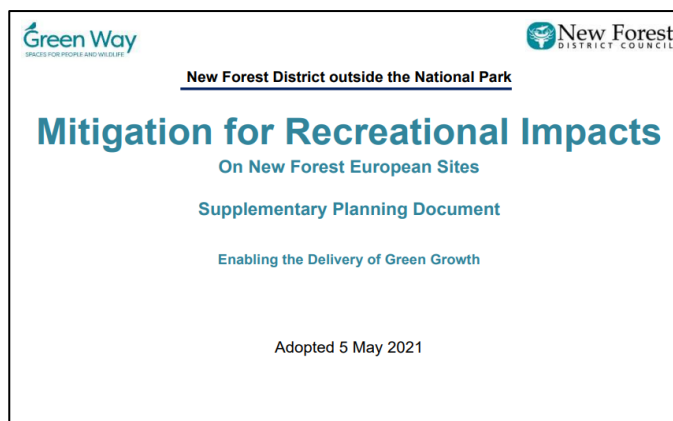 Green Way
SPACES FOR PEOPLE AND WILDLIFE
New Forest
DISTRICT COUNCIL
New Forest District outside the National Park
Mitigation for Recreational Impacts
On New Forest European Sites
Supplementary Planning Document
Enabling the Delivery of Green Growth
Adopted 5 May 2021